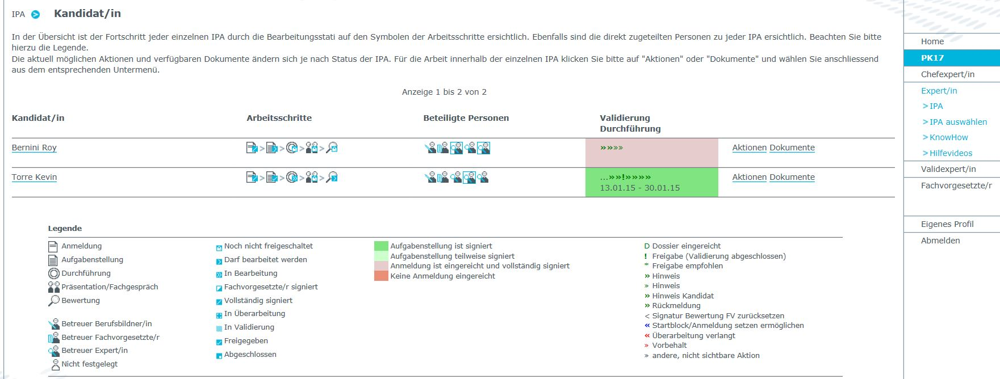 IPA Kandidat/in
In der Übersicht ist der Fortschritt jeder einzelnen IPA durch die Bearbeitungsstati auf den Symbolen der Arbeitsschritte ersichtlich. Ebenfalls sind die direkt zugeteilten Personen zu jeder IPA ersichtlich. Beachten Sie bitte
hierzu die Legende.
Die aktuell möglichen Aktionen und verfügbaren Dokumente ändern sich je nach Status der IPA. Für die Arbeit innerhalb der einzelnen IPA klicken Sie bitte auf "Aktionen" oder "Dokumente" und wählen Sie anschliessend
aus dem entsprechenden Untermenü.
Anzeige 1 bis 2 von 2
Kandidat/in Arbeitsschritte Beteiligte Personen Validierung
Durchführung
Bernini Roy > > > > »»»» Aktionen Dokumente
Torre Kevin > > > > ...»»!»»»» Aktionen Dokumente
13.01.15 - 30.01.15
Legende
Anmeldung
Aufgabenstellung
Durchführung
Präsentation/Fachgespräch
Bewertung
Betreuer Berufsbildner/in
Betreuer Fachvorgesetzte/r
Betreuer Expert/in
Nicht festgelegt
Noch nicht freigeschaltet
Darf bearbeitet werden
In Bearbeitung
Fachvorgesetzte/r signiert
Vollständig signiert
In Überarbeitung
In Validierung
Freigegeben
Abgeschlossen
Aufgabenstellung ist signiert
Aufgabenstellung teilweise signiert
Anmeldung ist eingereicht und vollständig signiert
Keine Anmeldung eingereicht
D Dossier eingereicht
! Freigabe (Validierung abgeschlossen)
* Freigabe empfohlen
» Hinweis
» Hinweis
» Hinweis Kandidat
» Rückmeldung
< Signatur Bewertung FV zurücksetzen
« Startblock/Anmeldung setzen ermöglichen
« Überarbeitung verlangt
» Vorbehalt
» andere, nicht sichtbare Aktion
Home
PK17
Chefexpert/in
Expert/in
> IPA
> IPA auswählen
> KnowHow
> Hilfevideos
Validexpert/in
Fachvorgesetzte/r
Eigenes Profil
Abmelden